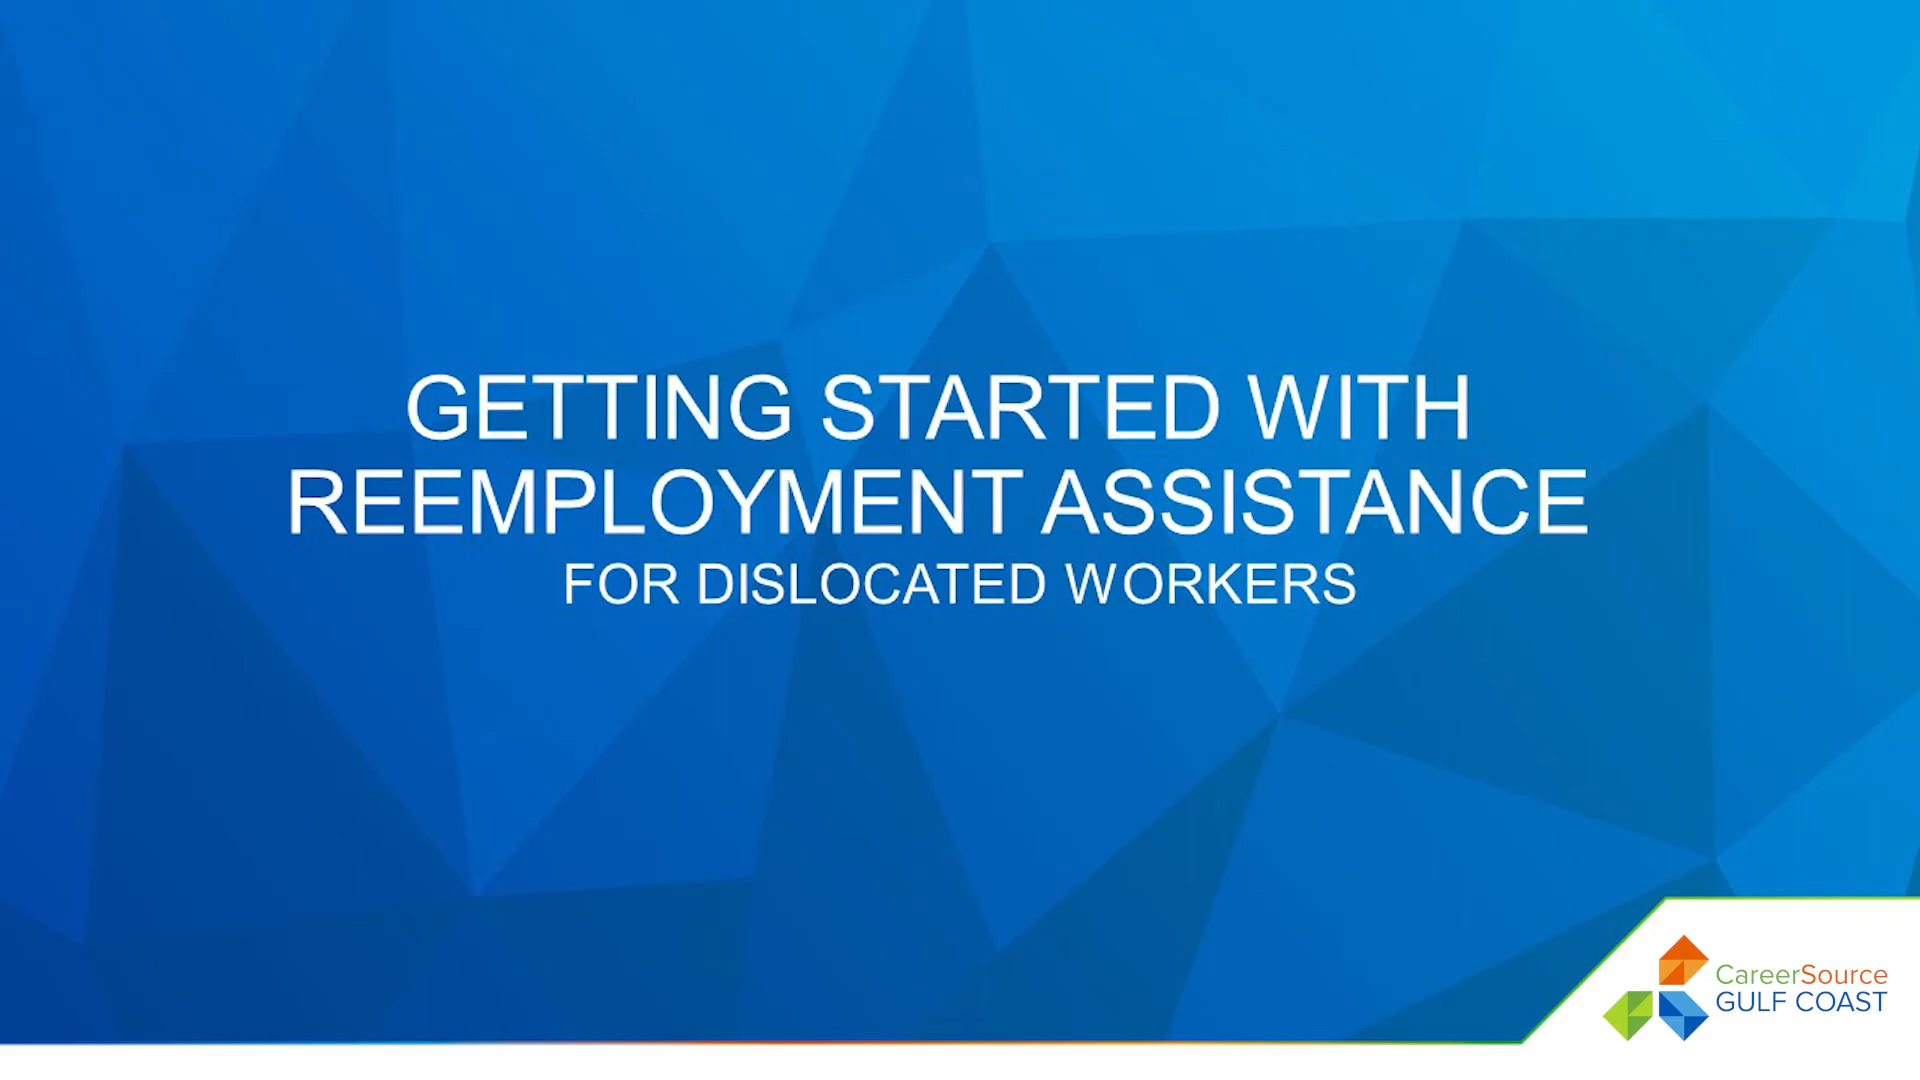 GETTING STARTED WITH
REEMPLOYMENT ASSISTANCE
FOR DISLOCATED WORKERS
CareerSource
GULF COAST